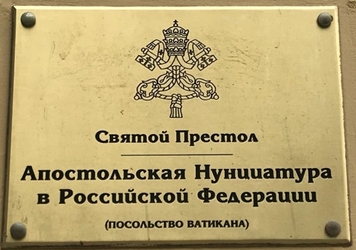 Святой Престол
Апостольская Нунциатура
в Российской Федерации
(ПОСОЛЬСТВО ВАТИКАНА)